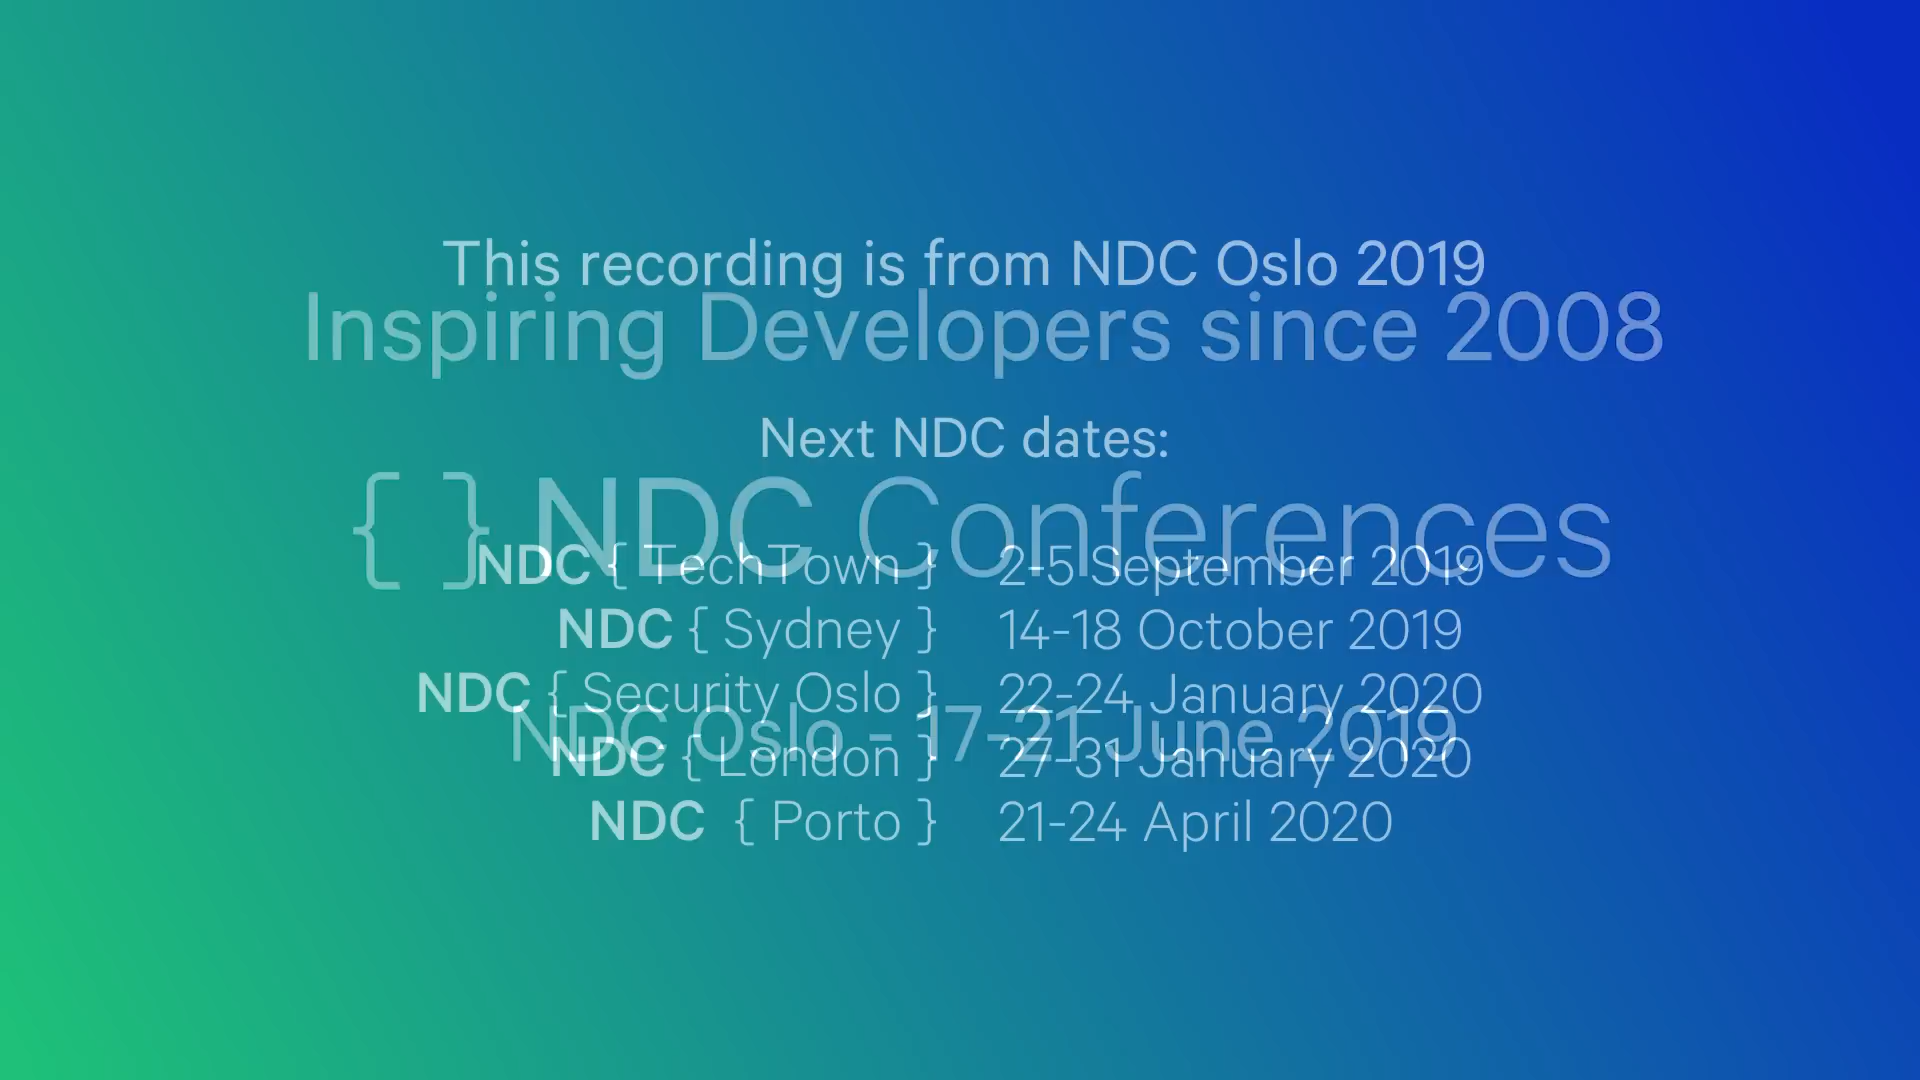 This recording is from NDC Oslo 2019
Inspiring Developers since 2008
Next NDC dates:
{ } NDC Conferences
NDC { TechTown } 2-5 September 2019
NDC { Sydney } 14-18 October 2019
NDC { Security Oslo } 22-24 January 2020
NDC Oslo - 17-21 June 2019
NDC { London } 27-31 January 2020
NDC { Porto } 21-24 April 2020